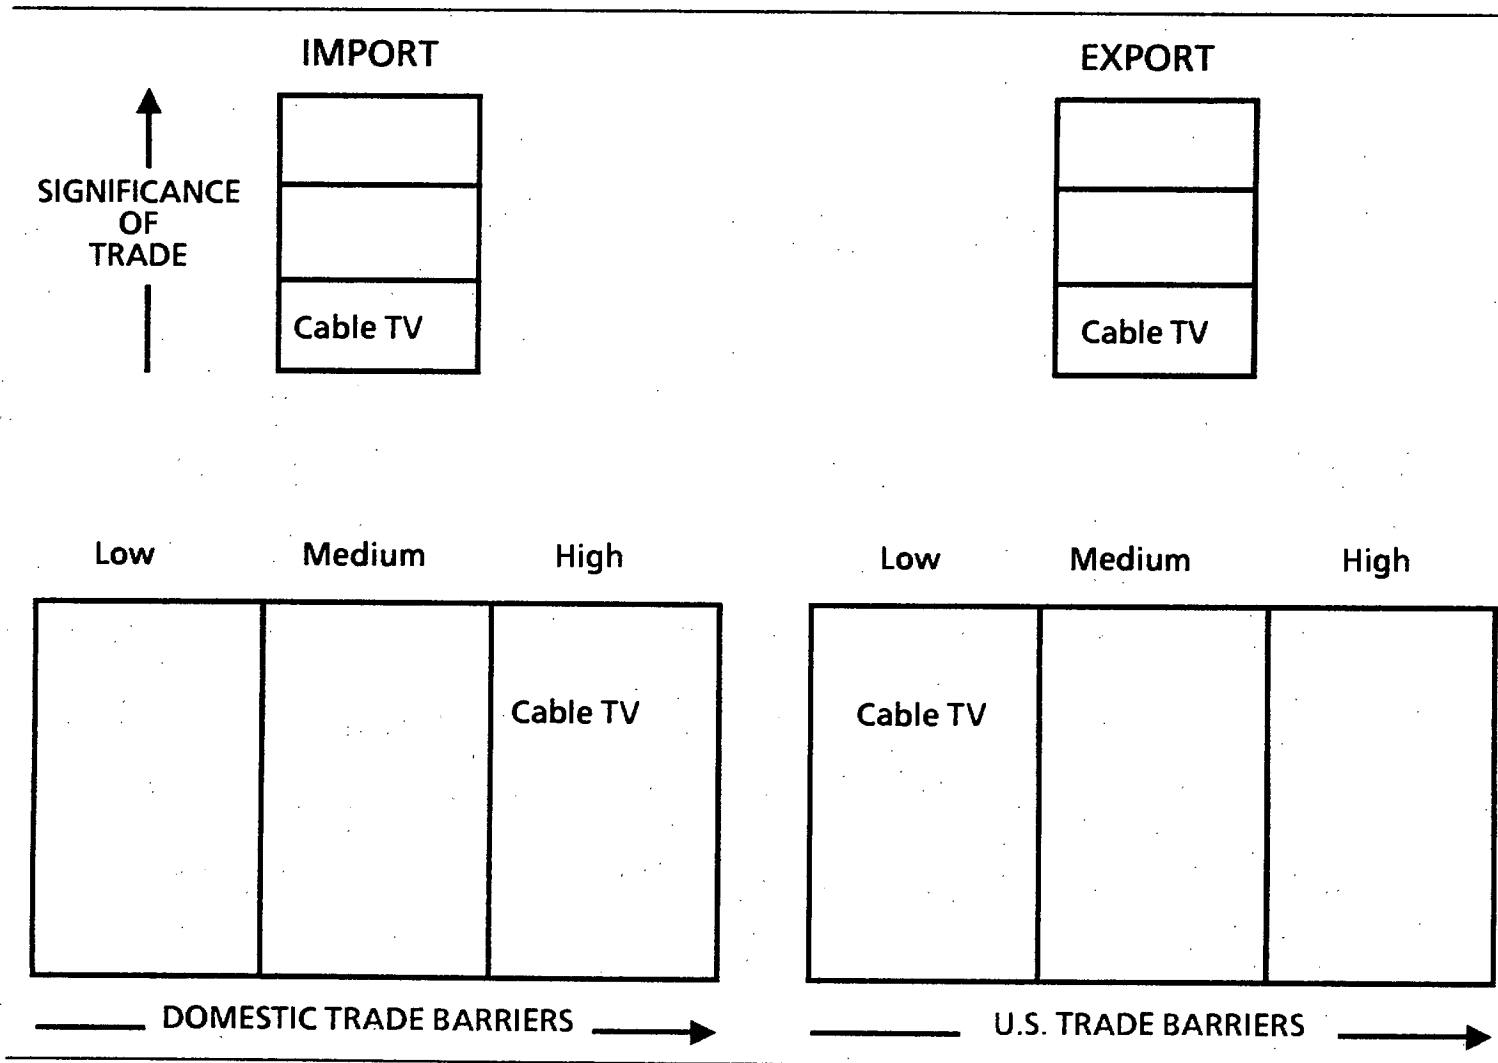 IMPORT
EXPORT
SIGNIFICANCE
OF
TRADE
Cable TV
Cable TV
Low Medium High
Low Medium High
Cable TV
Cable TV
DOMESTIC TRADE BARRIERS
U.S. TRADE BARRIERS